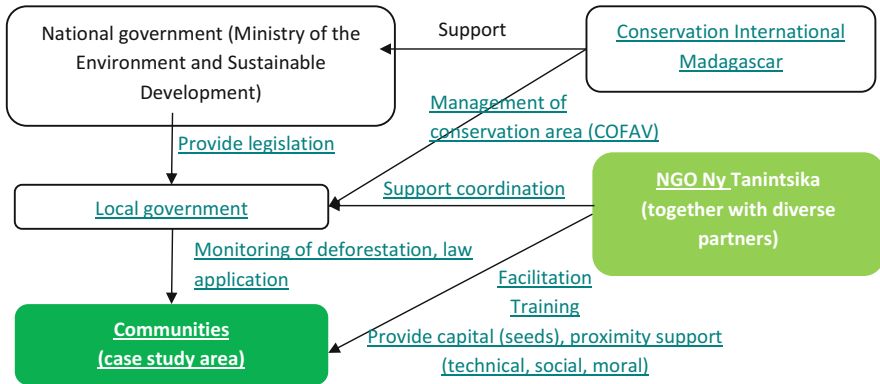 National government (Ministry of the
Environment and Sustainable
Development)
Support
Conservation International
Madagascar
Management of
conservation area (COFAV)
Provide legislation
Local government
Support coordination
NGO Ny Tanintsika
(together with diverse
partners)
Monitoring of deforestation, law
application
Facilitation
Training
Provide capital (seeds), proximity support
(technical, social, moral)
Communities
(case study area)